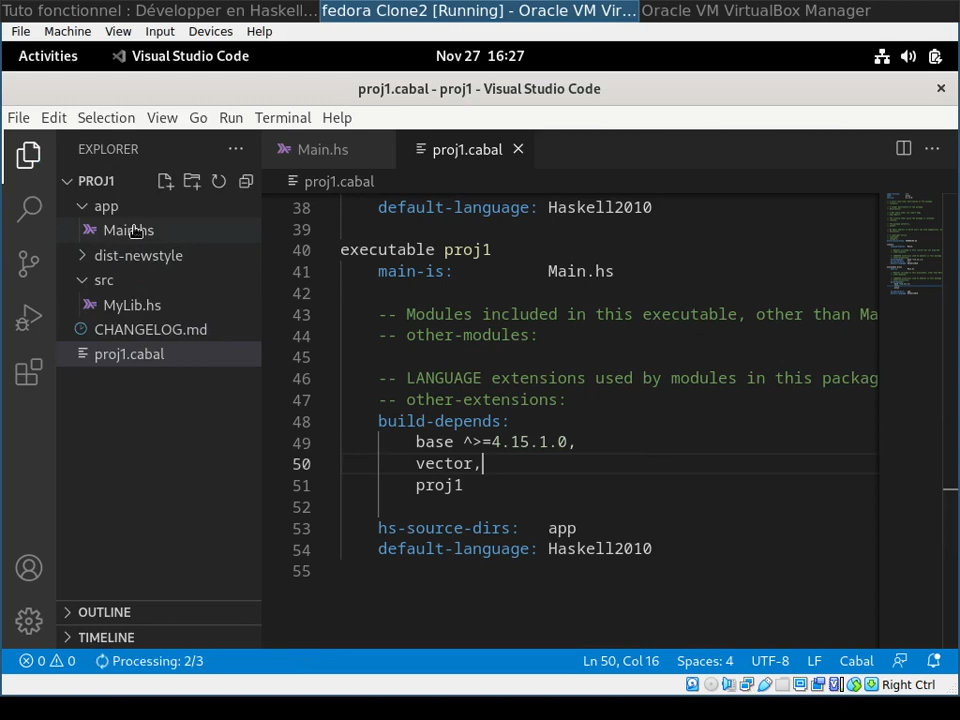 Tuto fonctionnel : Développer en Haskell... fedora Clone2 [Running] - Oracle VM Vir... Oracle VM VirtualBox Manager
File Machine View Input Devices Help
Activities Visual Studio Code Nov 27 16:27
proj1.cabal - proj1 - Visual Studio Code
File Edit Selection View Go Run Terminal Help
EXPLORER
PROJ1
app
Main.hs
dist-newstyle
src
MyLib.hs
CHANGELOG.md
proj1.cabal
OUTLINE
TIMELINE
Main.hs proj1.cabal
proj1.cabal
38 default-language: Haskell2010
39
40 executable proj1
41 main-is: Main.hs
42
43 -- Modules included in this executable, other than Ma
44 -- other-modules:
45
46 -- LANGUAGE extensions used by modules in this packag
47 -- other-extensions:
48 build-depends:
49 base ^>=4.15.1.0,
50 vector,
51 proj1
52
53 hs-source-dirs: app
54 default-language: Haskell2010
55
0 0 Processing: 2/3 Ln 50, Col 16 Spaces: 4 UTF-8 LF Cabal
Right Ctrl